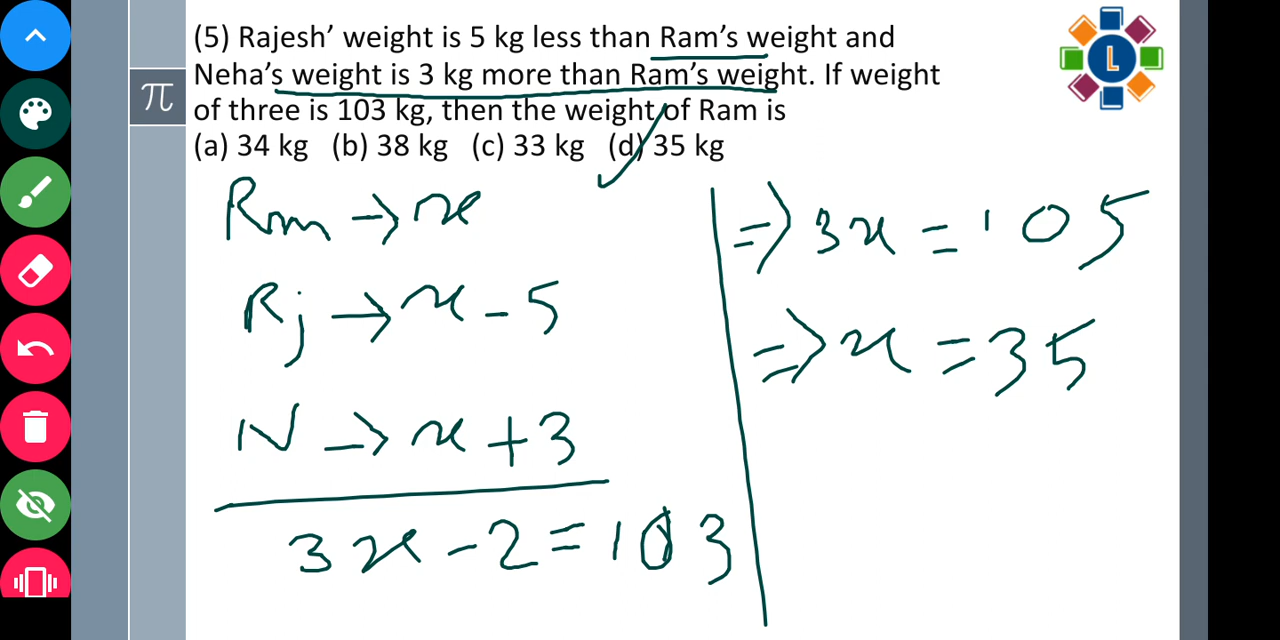 (5) Rajesh’ weight is 5 kg less than Ram’s weight and
Neha’s weight is 3 kg more than Ram’s weight. If weight
of three is 103 kg, then the weight of Ram is
(a) 34 kg (b) 38 kg (c) 33 kg (d) 35 kg
π
L
Rm → x
Rj → x - 5
N → x + 3
3x - 2 = 103
⇒ 3x = 105
⇒ x = 35